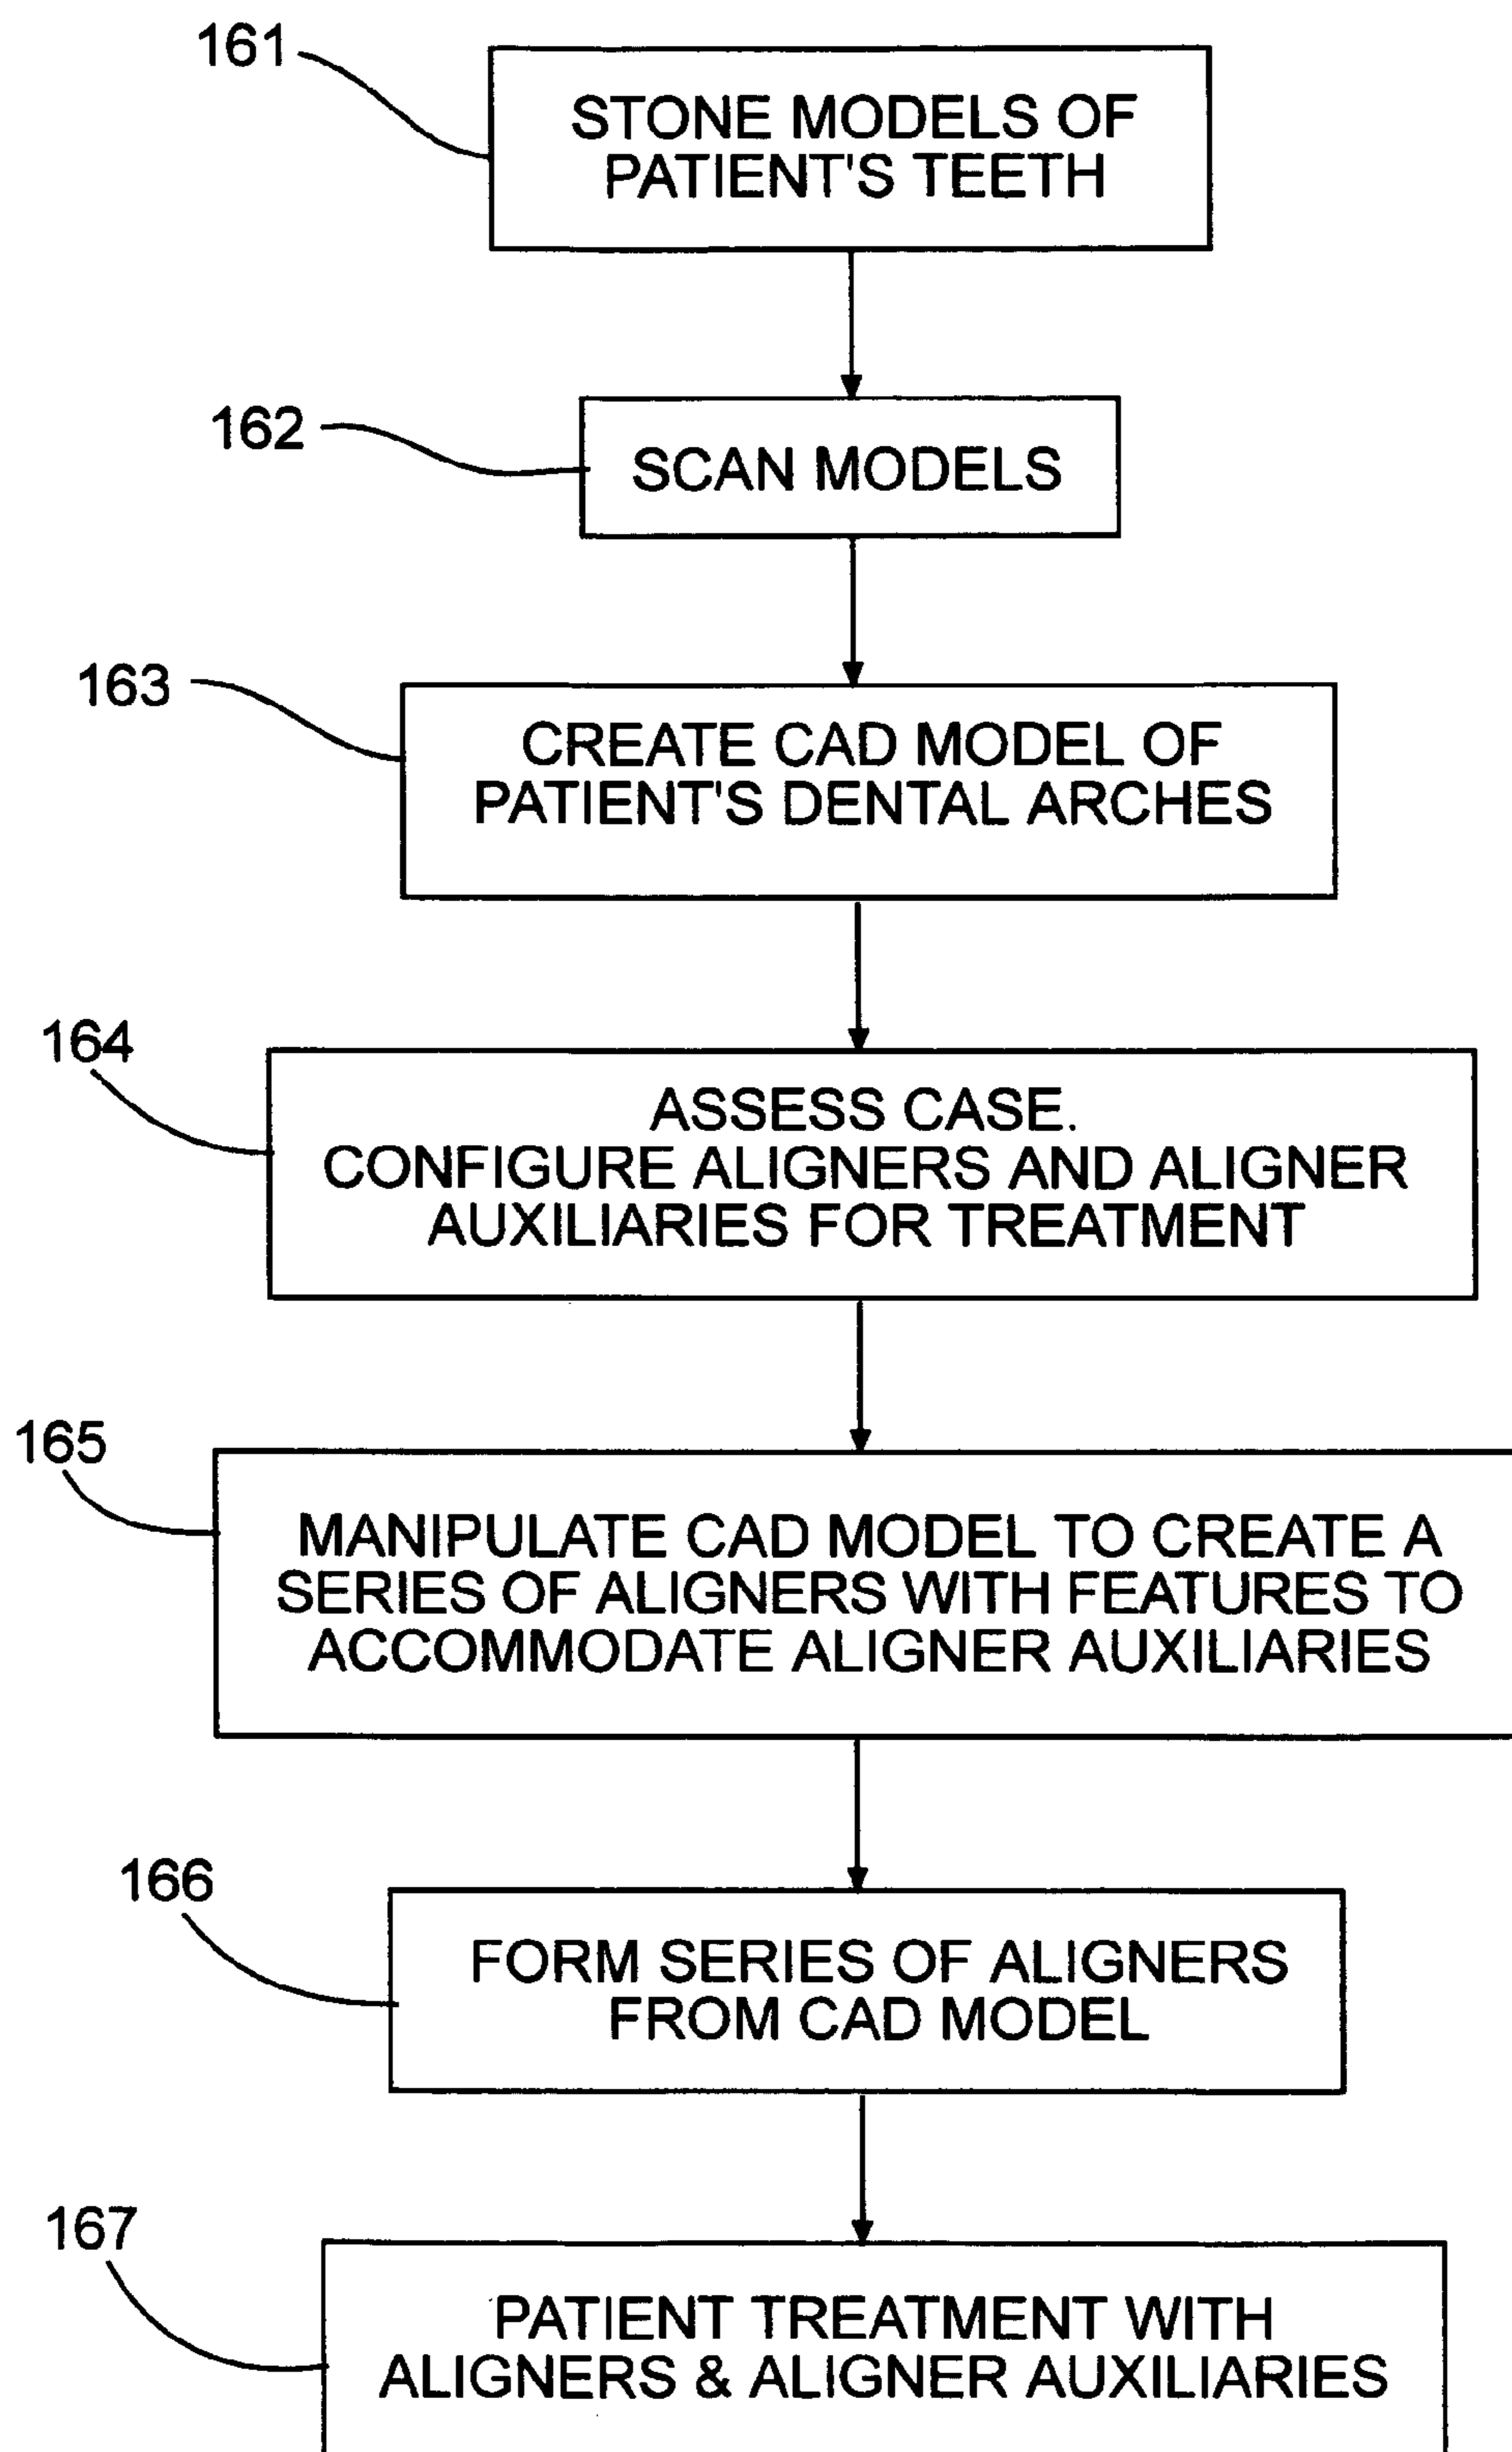 161
STONE MODELS OF
PATIENT'S TEETH
162
SCAN MODELS
163
CREATE CAD MODEL OF
PATIENT'S DENTAL ARCHES
164
ASSESS CASE.
CONFIGURE ALIGNERS AND ALIGNER
AUXILIARIES FOR TREATMENT
165
MANIPULATE CAD MODEL TO CREATE A
SERIES OF ALIGNERS WITH FEATURES TO
ACCOMMODATE ALIGNER AUXILIARIES
166
FORM SERIES OF ALIGNERS
FROM CAD MODEL
167
PATIENT TREATMENT WITH
ALIGNERS & ALIGNER AUXILIARIES